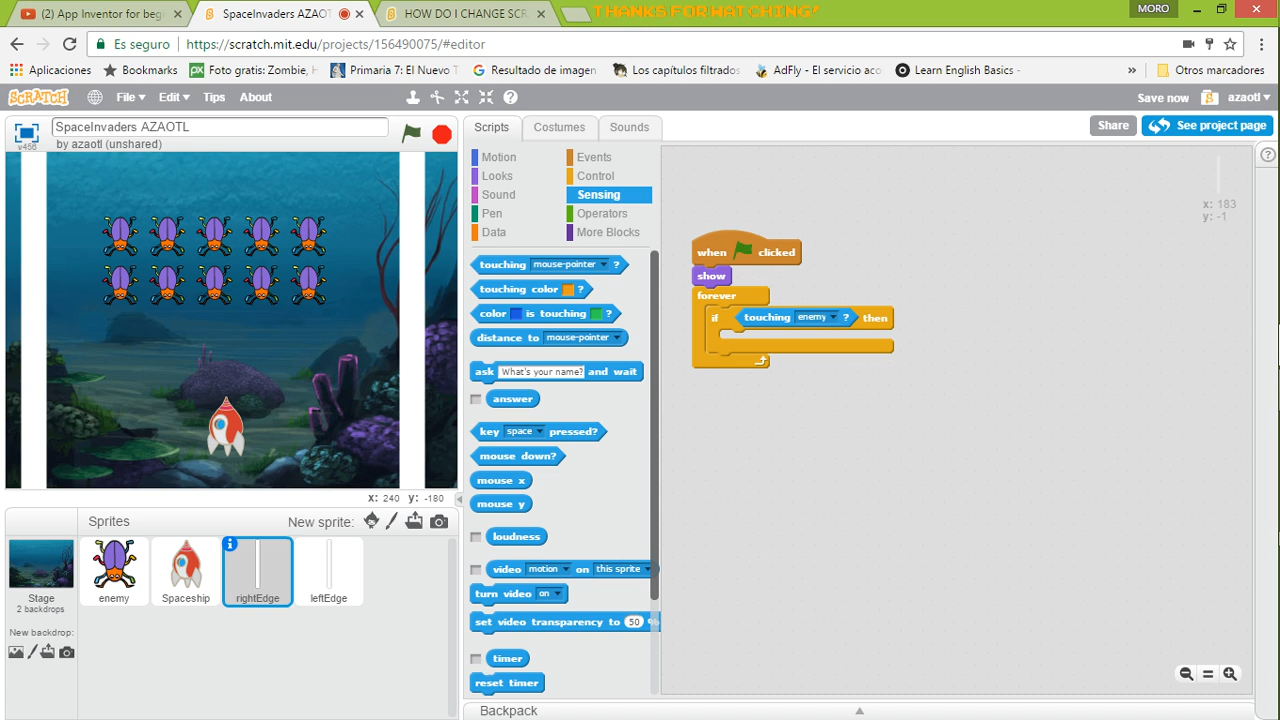 (2) App Inventor for beg
SpaceInvaders AZAOT
HOW DO I CHANGE SCR
THANKS FOR WATCHING!
MORO
Es seguro
https://scratch.mit.edu/projects/156490075/#editor
Aplicaciones
Bookmarks
Foto gratis: Zombie, H
Primaria 7: El Nuevo T
Resultado de imagen
Los capítulos filtrados
AdFly - El servicio aco
Learn English Basics -
»
Otros marcadores
SCRATCH
File
Edit
Tips
About
Save now
azaotl
v456
SpaceInvaders AZAOTL
by azaotl (unshared)
Scripts
Costumes
Sounds
Share
See project page
Motion
Looks
Sound
Pen
Data
Events
Control
Sensing
Operators
More Blocks
touching mouse-pointer ?
touching color ?
color is touching ?
distance to mouse-pointer
ask What's your name? and wait
answer
key space pressed?
mouse down?
mouse x
mouse y
loudness
video motion on this sprite
turn video on
set video transparency to 50 %
timer
reset timer
when clicked
show
forever
if touching enemy ? then
x: 183
y: -1
x: 240 y: -180
Sprites
New sprite:
Stage
2 backdrops
New backdrop:
enemy
Spaceship
rightEdge
leftEdge
Backpack